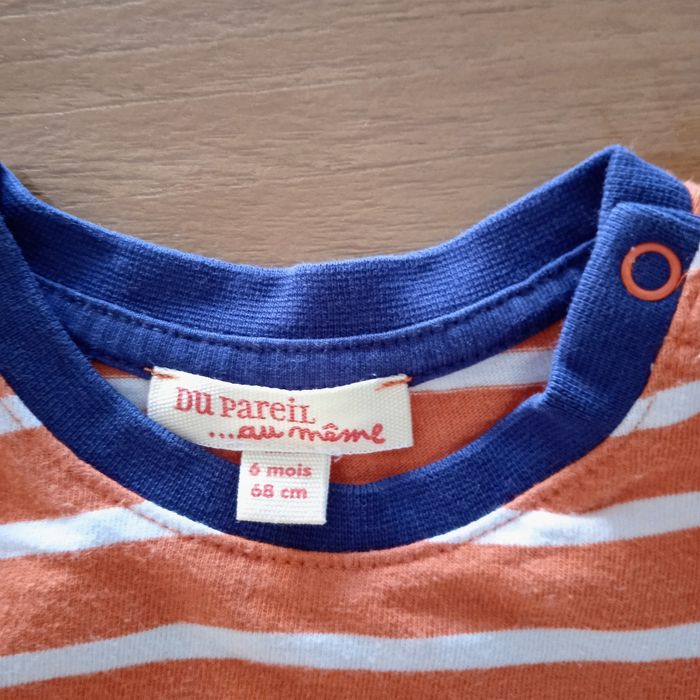 DU PAREIL
...au même
6 mois
68 cm